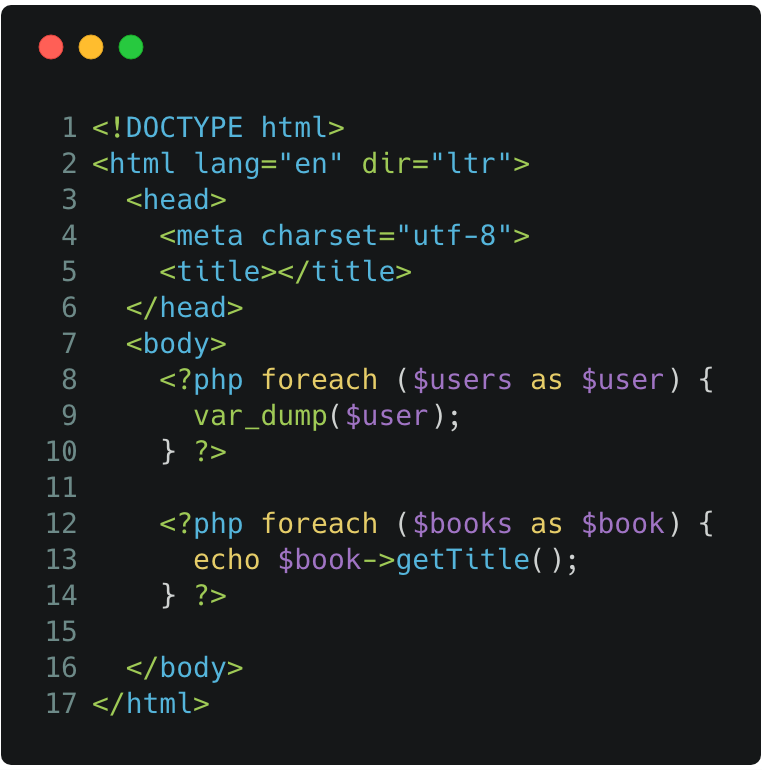 1 <!DOCTYPE html>
2 <html lang="en" dir="ltr">
3   <head>
4     <meta charset="utf-8">
5     <title></title>
6   </head>
7   <body>
8     <?php foreach ($users as $user) {
9       var_dump($user);
10     } ?>
11
12     <?php foreach ($books as $book) {
13       echo $book->getTitle();
14     } ?>
15
16   </body>
17 </html>